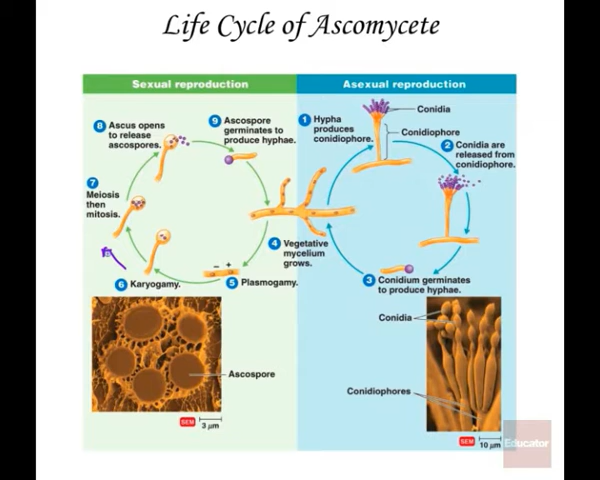 Life Cycle of Ascomycete
Sexual reproduction
Asexual reproduction
8 Ascus opens
to release
ascospores.
9 Ascospore
germinates to
produce hyphae.
7
Meiosis
then
mitosis.
6 Karyogamy.
5 Plasmogamy.
– +
4 Vegetative
mycelium
grows.
1 Hypha
produces
conidiophore.
Conidia
Conidiophore
2 Conidia are
released from
conidiophore.
3 Conidium germinates
to produce hyphae.
Ascospore
SEM 3 μm
Conidia
Conidiophores
SEM 10 μm
Educator